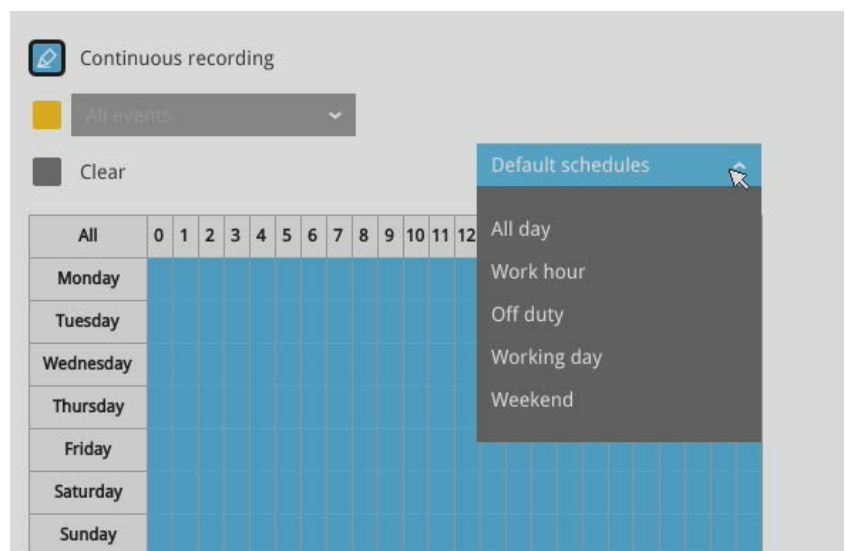 Continuous recording
All events
Clear
Default schedules
All day
Work hour
Off duty
Working day
Weekend
All 0 1 2 3 4 5 6 7 8 9 10 11 12
Monday
Tuesday
Wednesday
Thursday
Friday
Saturday
Sunday